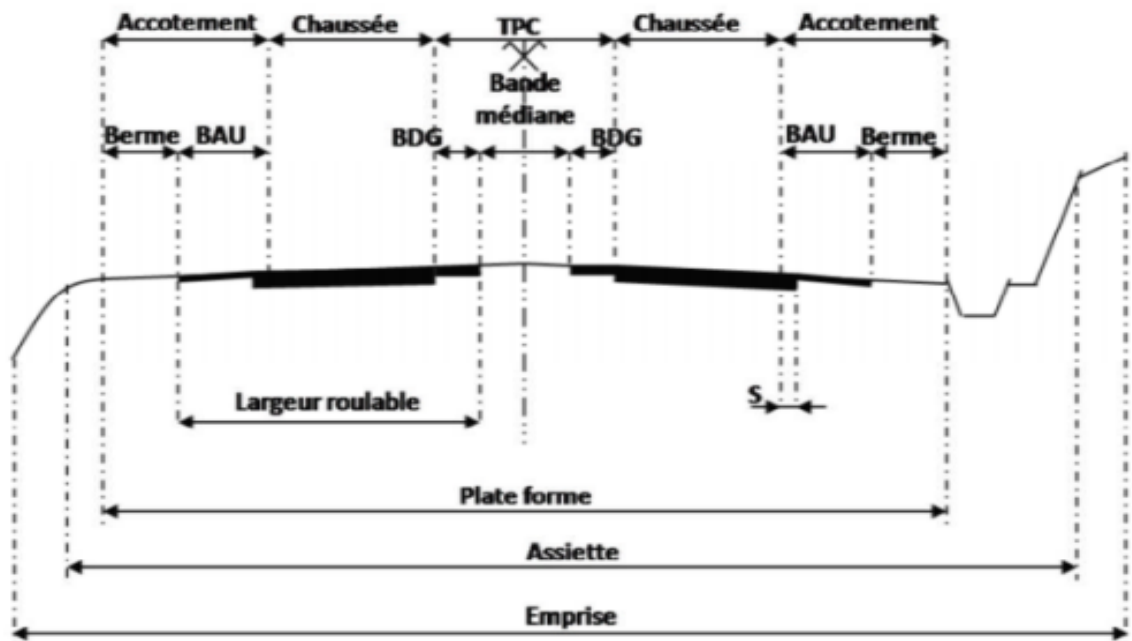 Accotement Chaussée TPC Chaussée Accotement
Bande
médiane
Berme BAU BDG BDG BAU Berme
Largeur roulable S
Plate forme
Assiette
Emprise